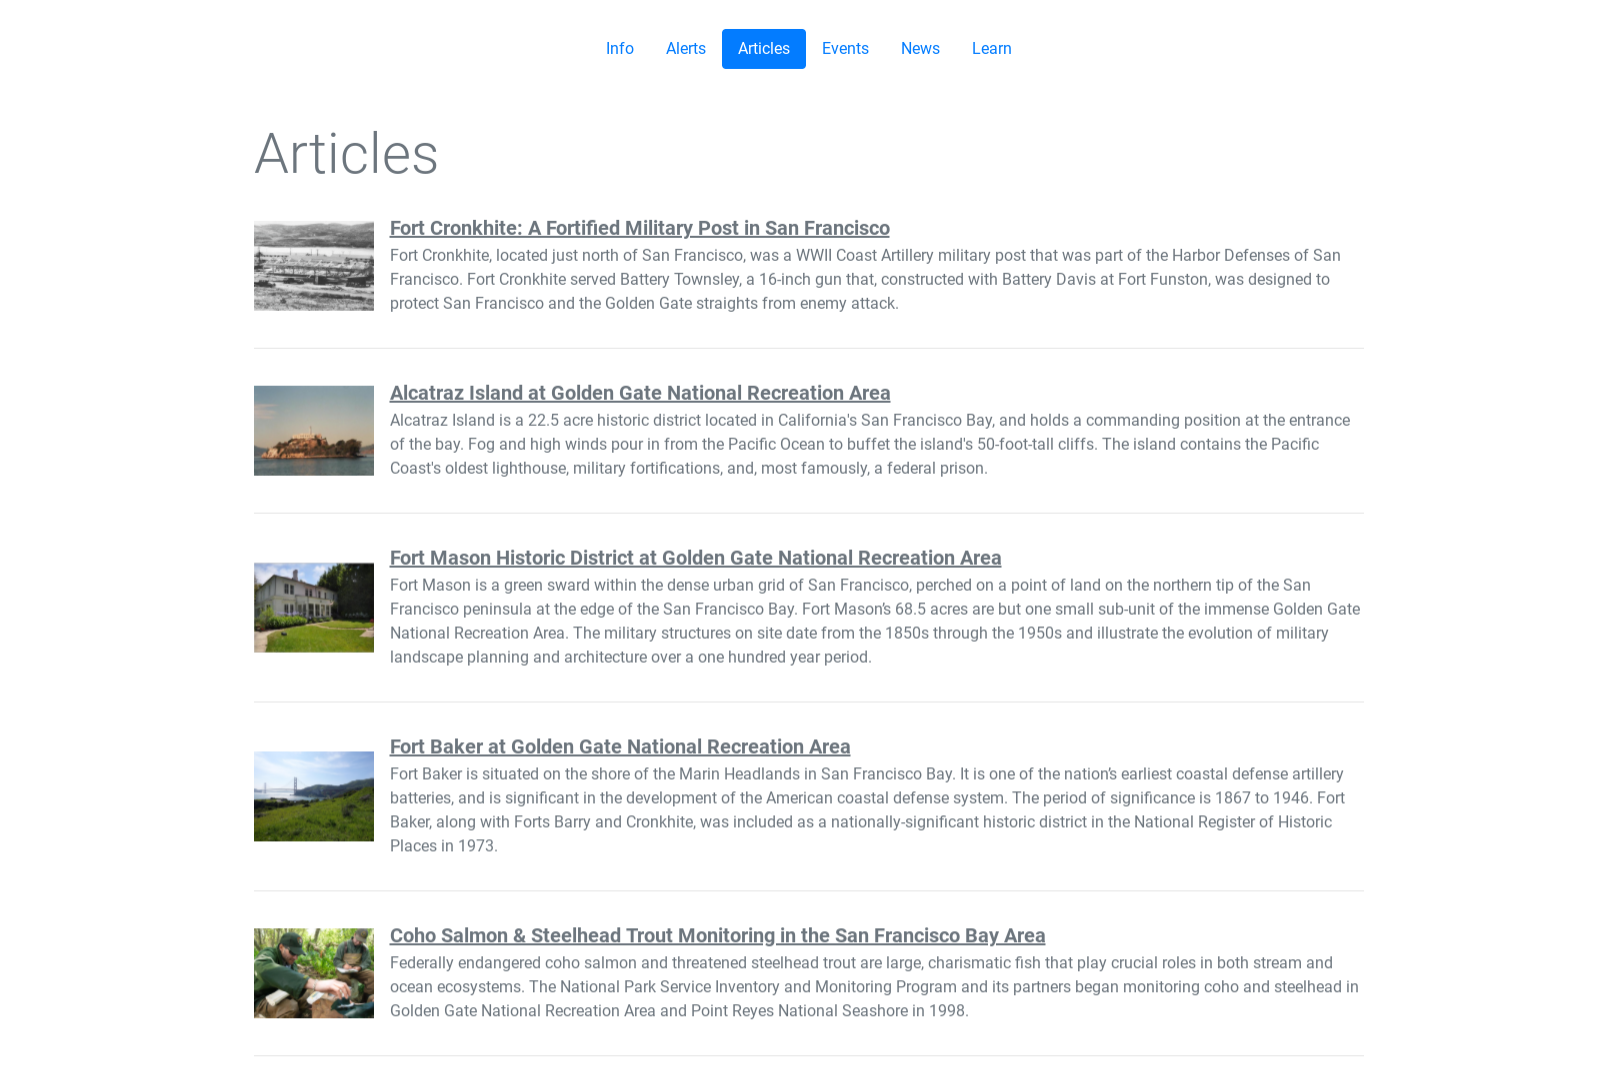 Info Alerts Articles Events News Learn
Articles
Fort Cronkhite: A Fortified Military Post in San Francisco
Fort Cronkhite, located just north of San Francisco, was a WWII Coast Artillery military post that was part of the Harbor Defenses of San
Francisco. Fort Cronkhite served Battery Townsley, a 16-inch gun that, constructed with Battery Davis at Fort Funston, was designed to
protect San Francisco and the Golden Gate straights from enemy attack.
Alcatraz Island at Golden Gate National Recreation Area
Alcatraz Island is a 22.5 acre historic district located in California's San Francisco Bay, and holds a commanding position at the entrance
of the bay. Fog and high winds pour in from the Pacific Ocean to buffet the island's 50-foot-tall cliffs. The island contains the Pacific
Coast's oldest lighthouse, military fortifications, and, most famously, a federal prison.
Fort Mason Historic District at Golden Gate National Recreation Area
Fort Mason is a green sward within the dense urban grid of San Francisco, perched on a point of land on the northern tip of the San
Francisco peninsula at the edge of the San Francisco Bay. Fort Mason’s 68.5 acres are but one small sub-unit of the immense Golden Gate
National Recreation Area. The military structures on site date from the 1850s through the 1950s and illustrate the evolution of military
landscape planning and architecture over a one hundred year period.
Fort Baker at Golden Gate National Recreation Area
Fort Baker is situated on the shore of the Marin Headlands in San Francisco Bay. It is one of the nation’s earliest coastal defense artillery
batteries, and is significant in the development of the American coastal defense system. The period of significance is 1867 to 1946. Fort
Baker, along with Forts Barry and Cronkhite, was included as a nationally-significant historic district in the National Register of Historic
Places in 1973.
Coho Salmon & Steelhead Trout Monitoring in the San Francisco Bay Area
Federally endangered coho salmon and threatened steelhead trout are large, charismatic fish that play crucial roles in both stream and
ocean ecosystems. The National Park Service Inventory and Monitoring Program and its partners began monitoring coho and steelhead in
Golden Gate National Recreation Area and Point Reyes National Seashore in 1998.